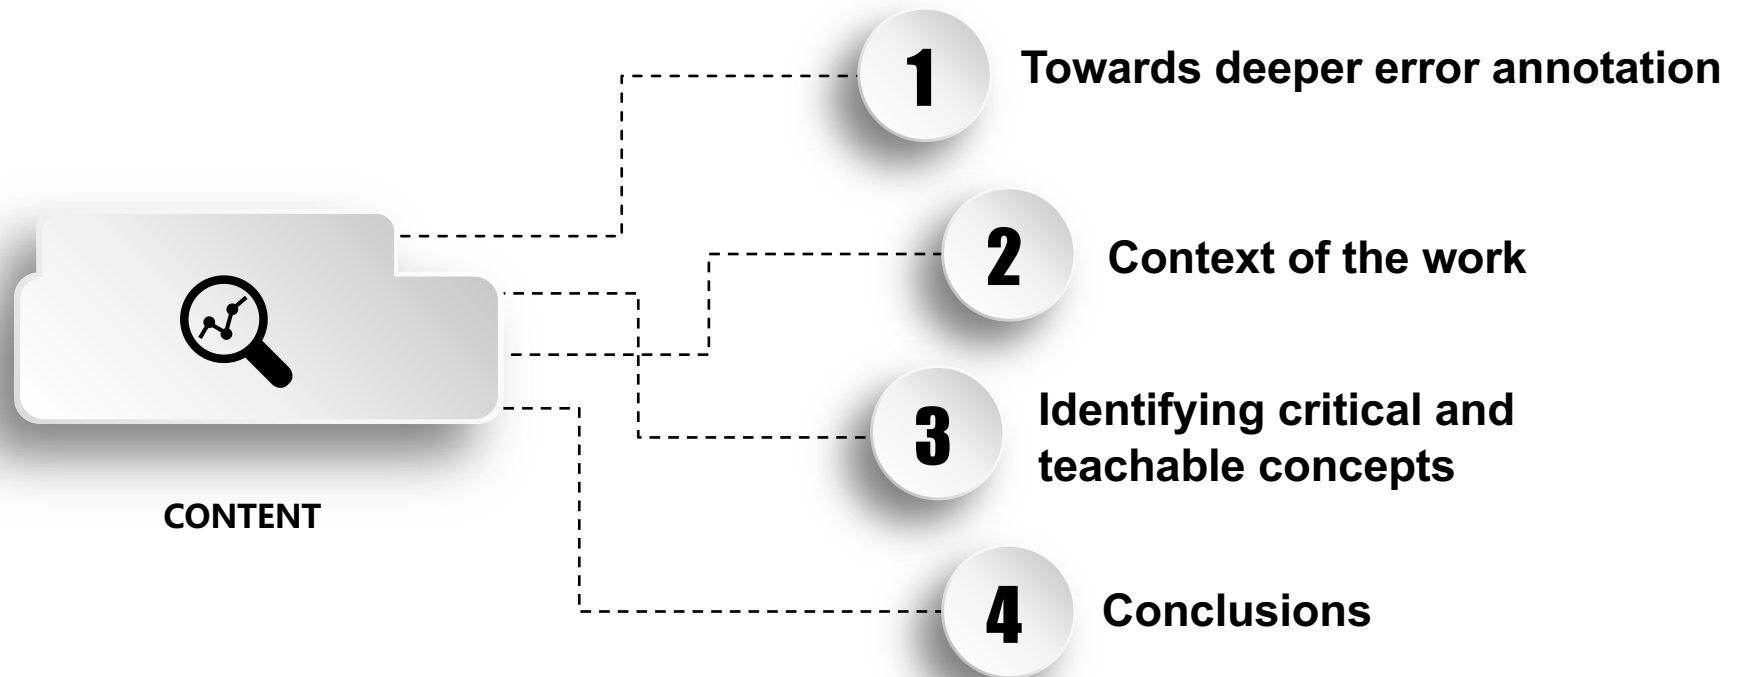 1
Towards deeper error annotation
2
Context of the work
3
Identifying critical and
teachable concepts
CONTENT
4
Conclusions